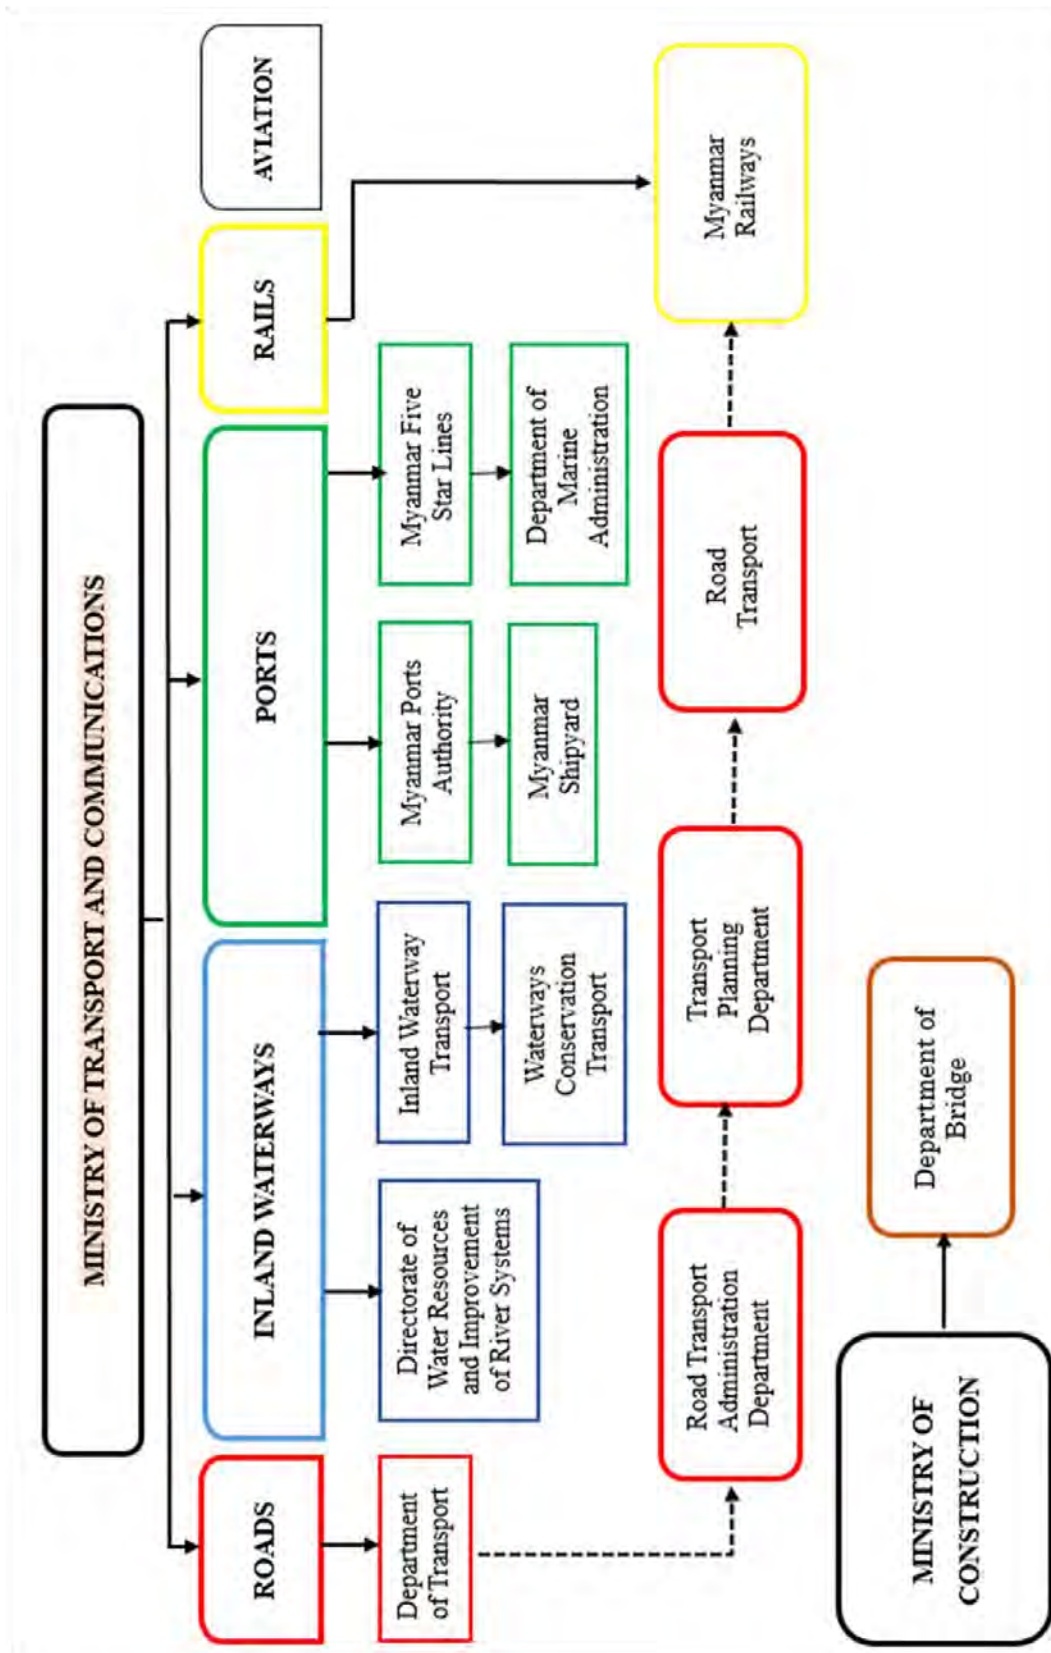 MINISTRY OF TRANSPORT AND COMMUNICATIONS
ROADS
INLAND WATERWAYS
PORTS
RAILS
AVIATION
Department
of Transport
Directorate of
Water Resources
and Improvement
of River Systems
Inland Waterway
Transport
Myanmar Ports
Authority
Myanmar Five
Star Lines
Waterways
Conservation
Transport
Myanmar
Shipyard
Department of
Marine
Administration
Road Transport
Administration
Department
Transport
Planning
Department
Road
Transport
Myanmar
Railways
MINISTRY OF
CONSTRUCTION
Department of
Bridge